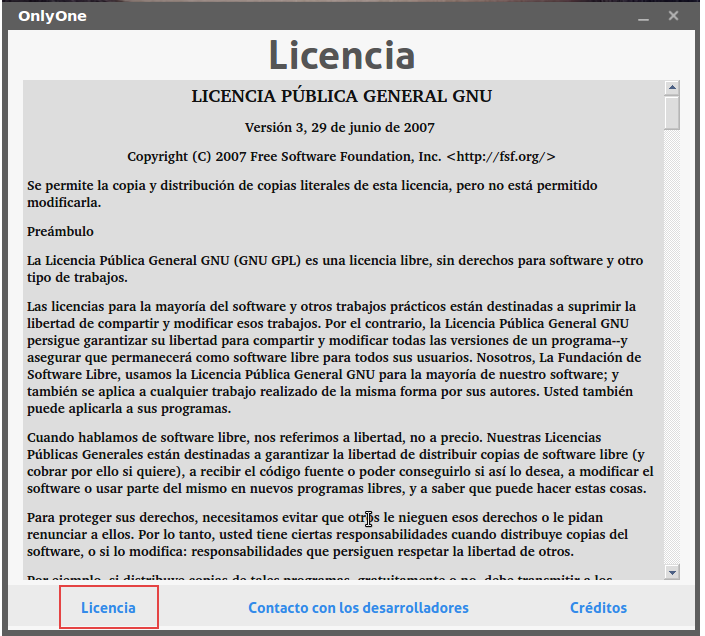 OnlyOne
Licencia
LICENCIA PÚBLICA GENERAL GNU
Versión 3, 29 de junio de 2007
Copyright (C) 2007 Free Software Foundation, Inc. <http://fsf.org/>
Se permite la copia y distribución de copias literales de esta licencia, pero no está permitido
modificarla.
Preámbulo
La Licencia Pública General GNU (GNU GPL) es una licencia libre, sin derechos para software y otro
tipo de trabajos.
Las licencias para la mayoría del software y otros trabajos prácticos están destinadas a suprimir la
libertad de compartir y modificar esos trabajos. Por el contrario, la Licencia Pública General GNU
persigue garantizar su libertad para compartir y modificar todas las versiones de un programa--y
asegurar que permanecerá como software libre para todos sus usuarios. Nosotros, La Fundación de
Software Libre, usamos la Licencia Pública General GNU para la mayoría de nuestro software; y
también se aplica a cualquier trabajo realizado de la misma forma por sus autores. Usted también
puede aplicarla a sus programas.
Cuando hablamos de software libre, nos referimos a libertad, no a precio. Nuestras Licencias
Públicas Generales están destinadas a garantizar la libertad de distribuir copias de software libre (y
cobrar por ello si quiere), a recibir el código fuente o poder conseguirlo si así lo desea, a modificar el
software o usar parte del mismo en nuevos programas libres, y a saber que puede hacer estas cosas.
Para proteger sus derechos, necesitamos evitar que otros le nieguen esos derechos o le pidan
renunciar a ellos. Por lo tanto, usted tiene ciertas responsabilidades cuando distribuye copias del
software, o si lo modifica: responsabilidades que persiguen respetar la libertad de otros.
Por ejemplo, si distribuye copias de tales programas, gratuitamente o no, debe transmitir a los
Licencia
Contacto con los desarrolladores
Créditos